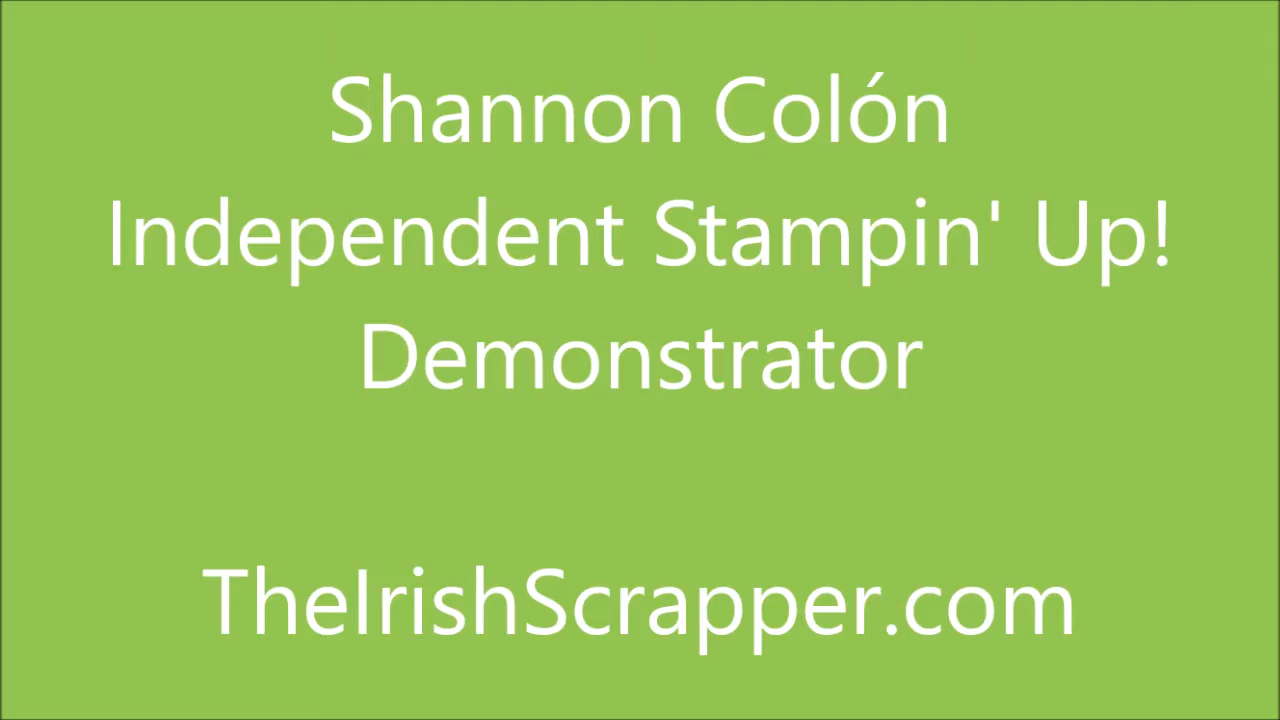 Shannon Colón
Independent Stampin' Up!
Demonstrator
TheIrishScrapper.com